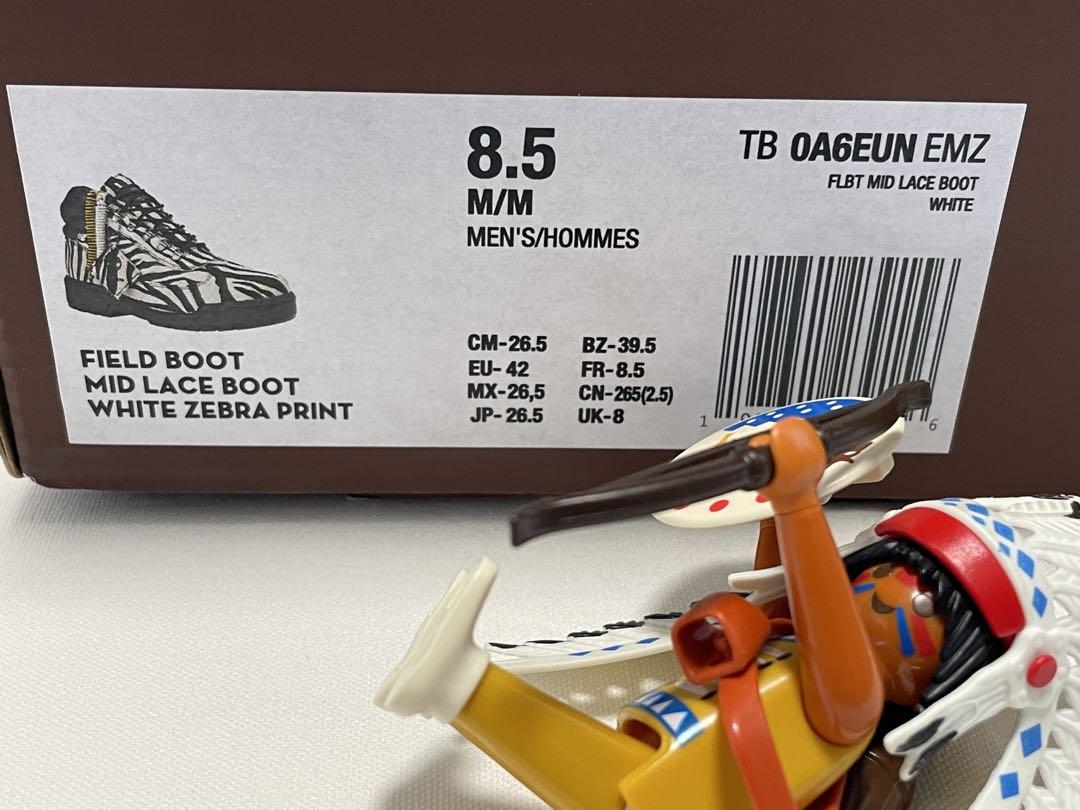 8.5
M/M
MEN'S/HOMMES
TB 0A6EUN EMZ
FLBT MID LACE BOOT
WHITE
FIELD BOOT
MID LACE BOOT
WHITE ZEBRA PRINT
CM-26.5 BZ-39.5
EU- 42 FR-8.5
MX-26,5 CN-265(2.5)
JP- 26.5 UK-8
1 6